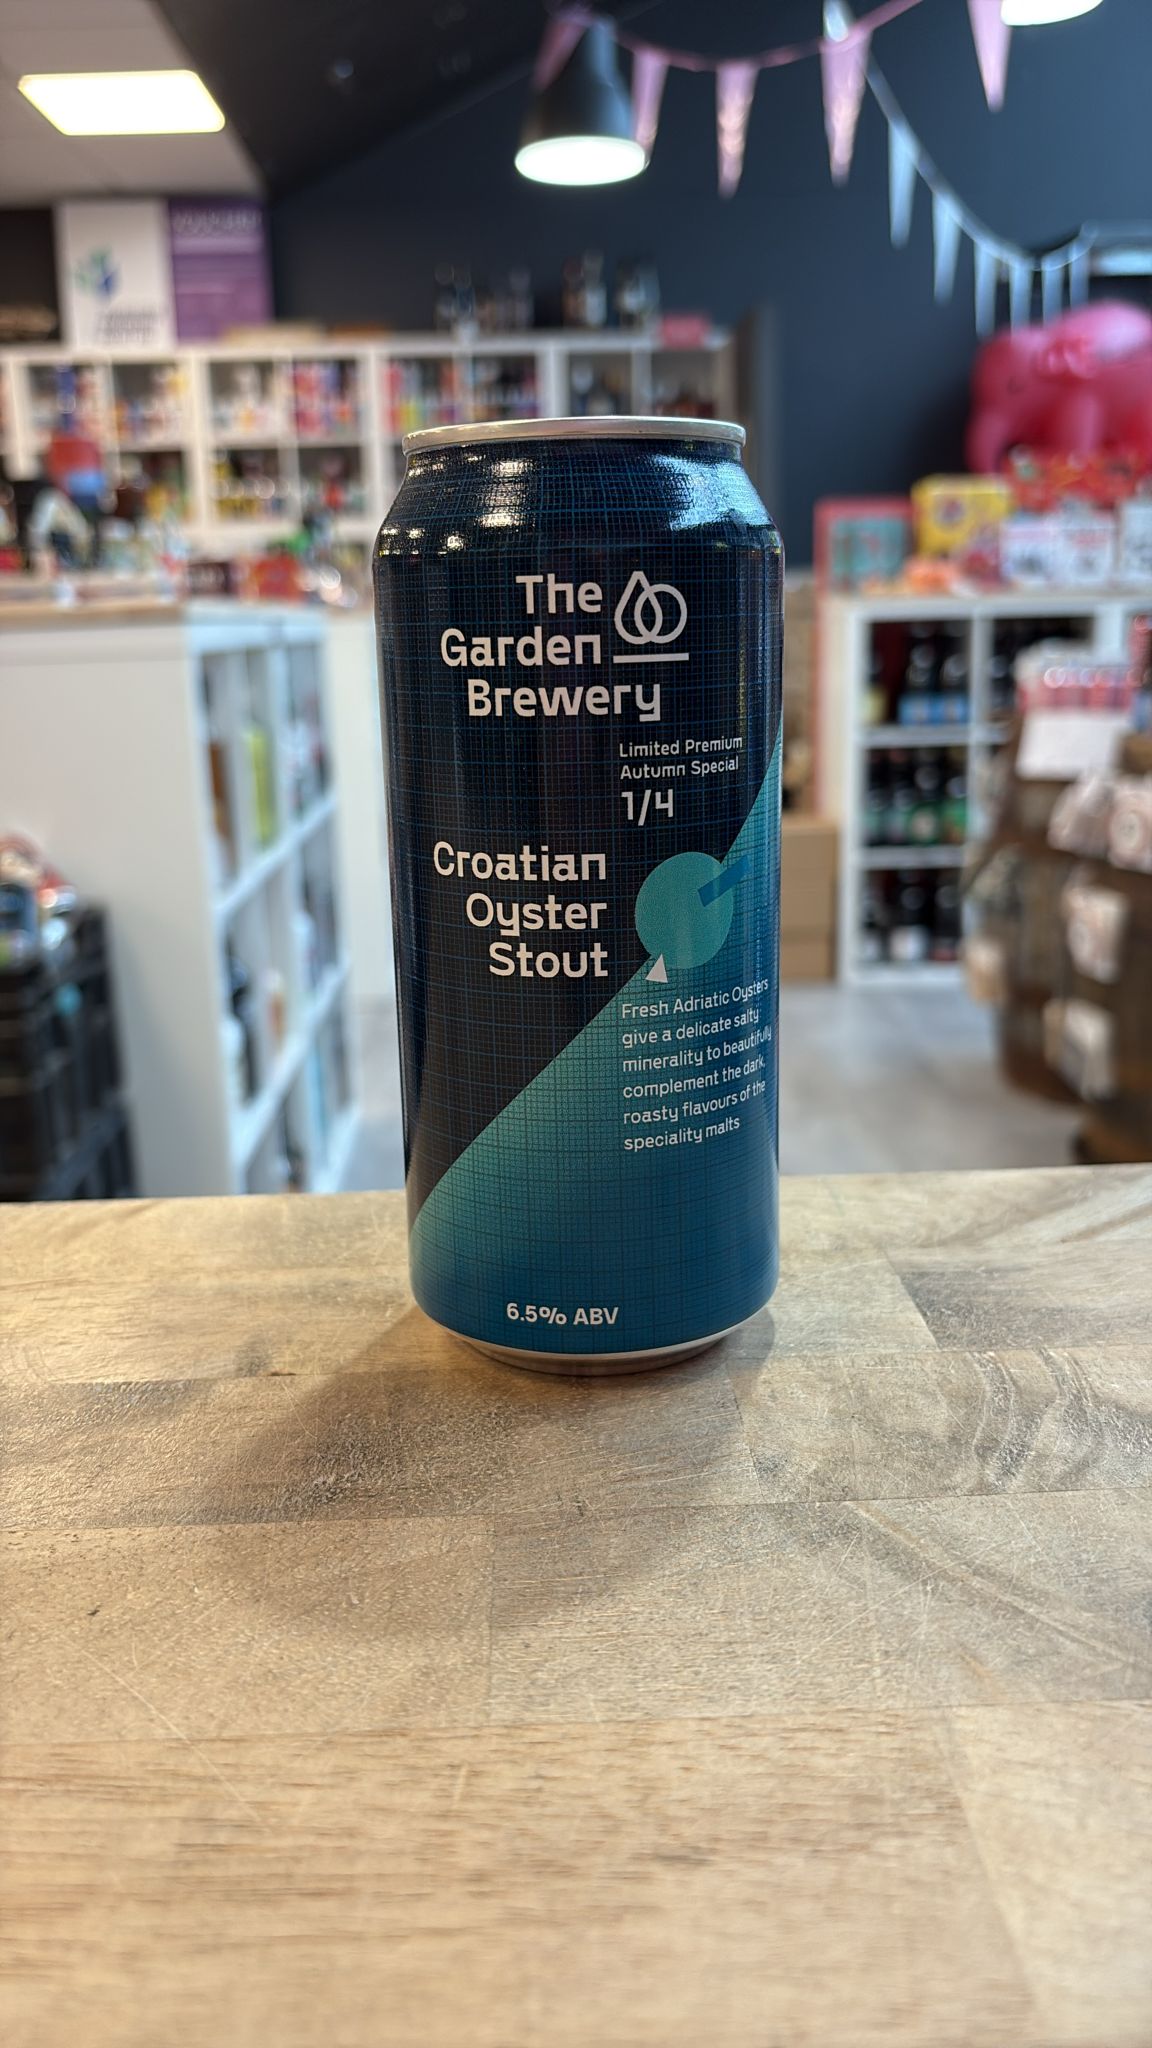 The
Garden
Brewery
Limited Premium
Autumn Special
1/4
Croatian
Oyster
Stout
Fresh Adriatic Oysters
give a delicate salty
minerality to beautifully
complement the dark,
roasty flavours of the
speciality malts
6.5% ABV